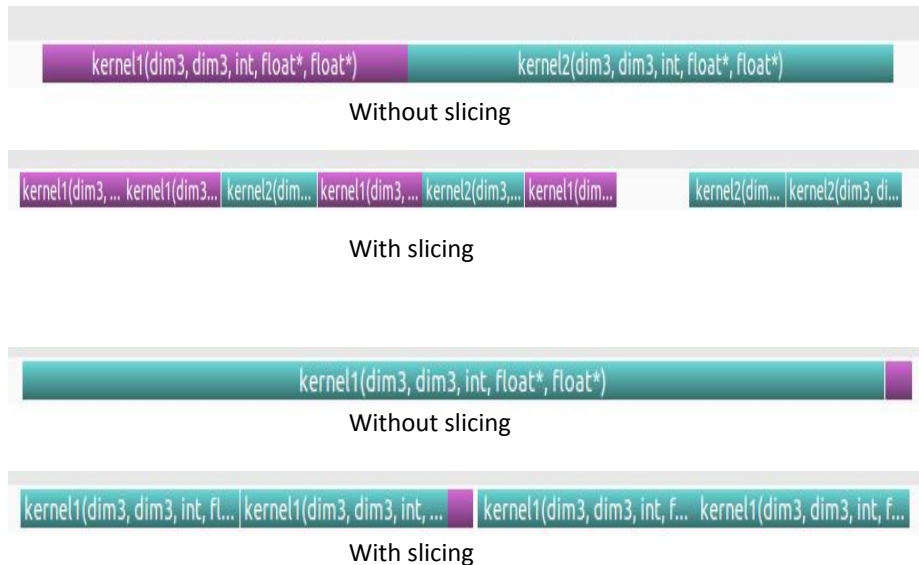 kernel1(dim3, dim3, int, float*, float*) kernel2(dim3, dim3, int, float*, float*)
Without slicing
kernel1(dim3, ... kernel1(dim3... kernel2(dim... kernel1(dim3, ... kernel2(dim3,... kernel1(dim... kernel2(dim... kernel2(dim3, di...
With slicing
kernel1(dim3, dim3, int, float*, float*)
Without slicing
kernel1(dim3, dim3, int, fl... kernel1(dim3, dim3, int, ... kernel1(dim3, dim3, int, f... kernel1(dim3, dim3, int, f...
With slicing